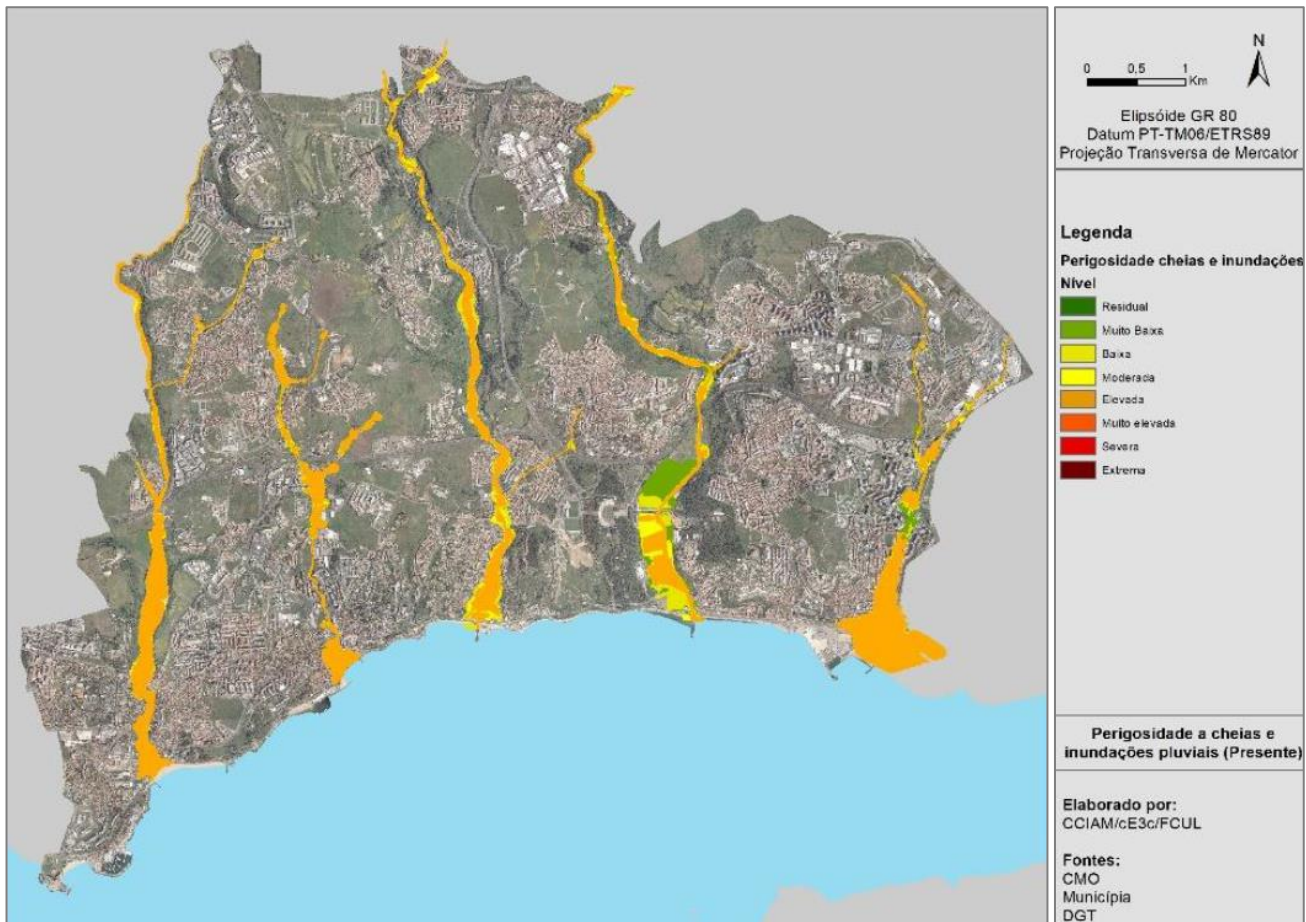 N
0 0,5 1
Km
Elipsóide GR 80
Datum PT-TM06/ETRS89
Projeção Transversa de Mercator
Legenda
Perigosidade cheias e inundações
Nível
Residual
Muito Baixa
Baixa
Moderada
Elevada
Muito elevada
Severa
Extrema
Perigosidade a cheias e
inundações pluviais (Presente)
Elaborado por:
CCIAM/cE3c/FCUL
Fontes:
CMO
Municípia
DGT